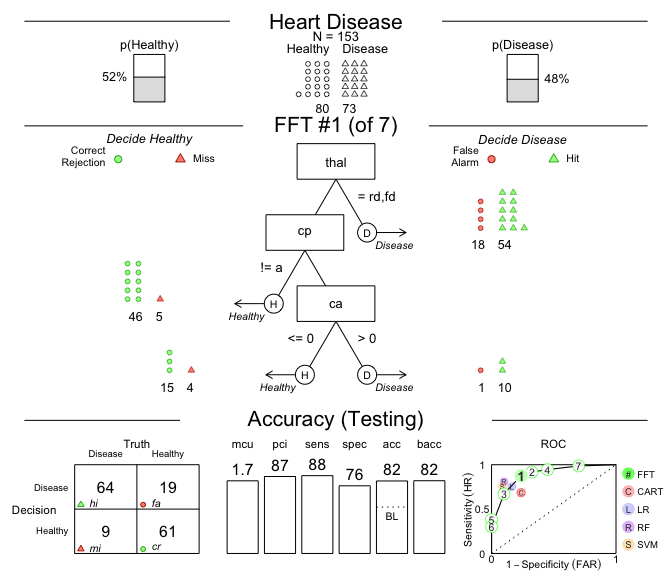 Heart Disease
N = 153
p(Healthy)
Healthy Disease
p(Disease)
52%
48%
80 73
FFT #1 (of 7)
Decide Healthy
Decide Disease
Correct
Rejection
Miss
False
Alarm
Hit
thal
= rd,fd
cp
D
Disease
18 54
!= a
H
Healthy
ca
46 5
<= 0
> 0
H
Healthy
D
Disease
15 4
1 10
Accuracy (Testing)
Truth
Disease Healthy
mcu pci sens spec acc bacc
ROC
1.7 87 88 76 82 82
Decision
Disease
64 19
hi fa
Healthy
9 61
mi cr
BL
Sensitivity (HR)
1
0.5
0
1 2 4 7
3
5
6
R
L
C
0 1
1 – Specificity (FAR)
# FFT
C CART
L LR
R RF
S SVM